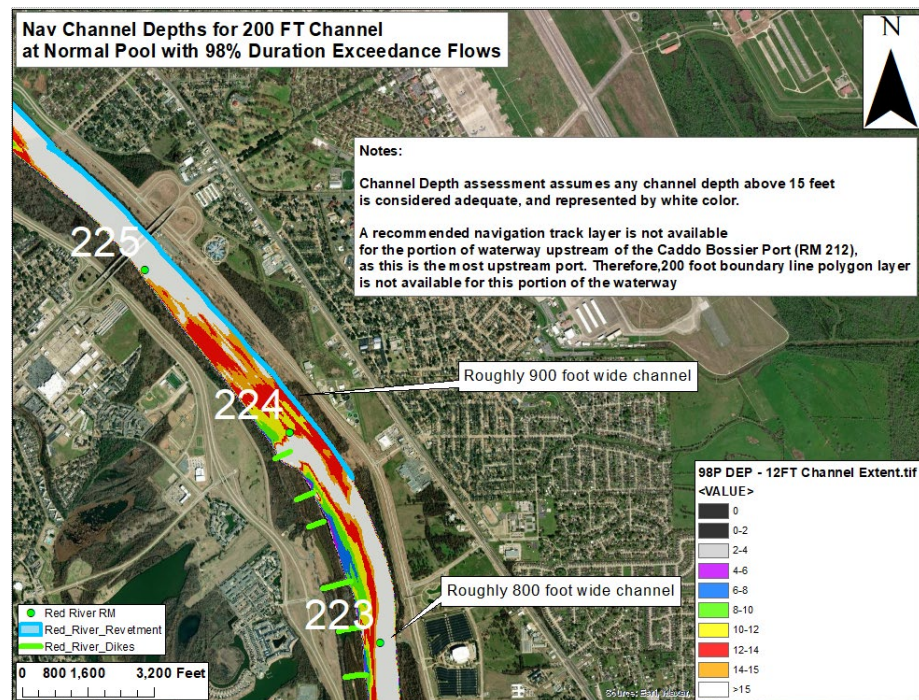 Nav Channel Depths for 200 FT Channel
at Normal Pool with 98% Duration Exceedance Flows
N
Notes:
Channel Depth assessment assumes any channel depth above 15 feet
is considered adequate, and represented by white color.
A recommended navigation track layer is not available
for the portion of waterway upstream of the Caddo Bossier Port (RM 212),
as this is the most upstream port. Therefore,200 foot boundary line polygon layer
is not available for this portion of the waterway
225
Roughly 900 foot wide channel
224
98P DEP - 12FT Channel Extent.tif
<VALUE>
0
0-2
2-4
4-6
6-8
8-10
10-12
12-14
14-15
>15
Roughly 800 foot wide channel
223
Red River RM
Red_River_Revetment
Red_River_Dikes
0 800 1,600 3,200 Feet
Source: Esri, Maxar,